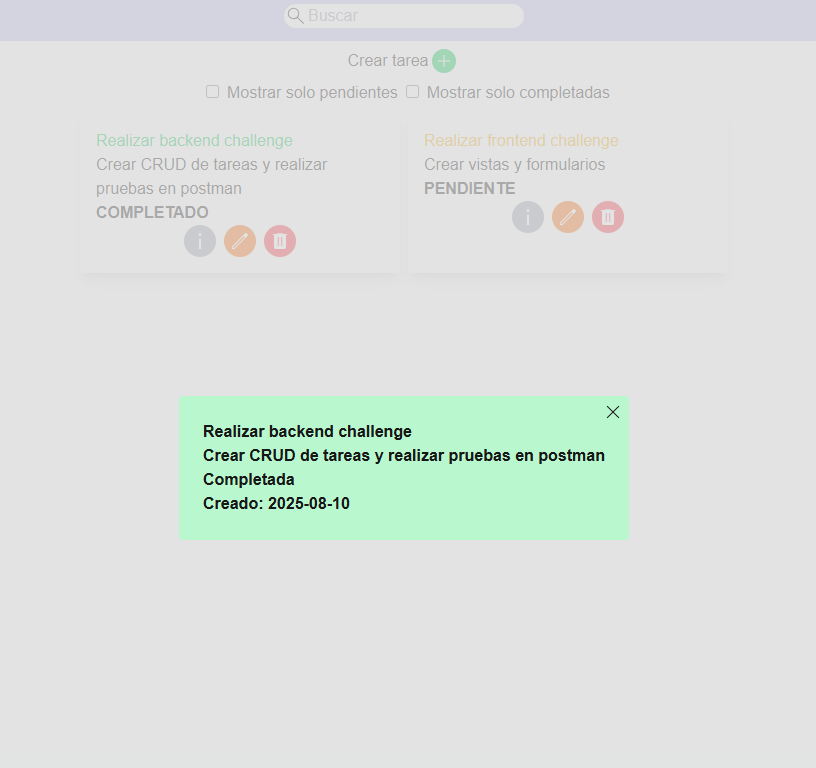 Buscar
Crear tarea
Mostrar solo pendientes Mostrar solo completadas
Realizar backend challenge
Crear CRUD de tareas y realizar
pruebas en postman
COMPLETADO
Realizar frontend challenge
Crear vistas y formularios
PENDIENTE
Realizar backend challenge
Crear CRUD de tareas y realizar pruebas en postman
Completada
Creado: 2025-08-10